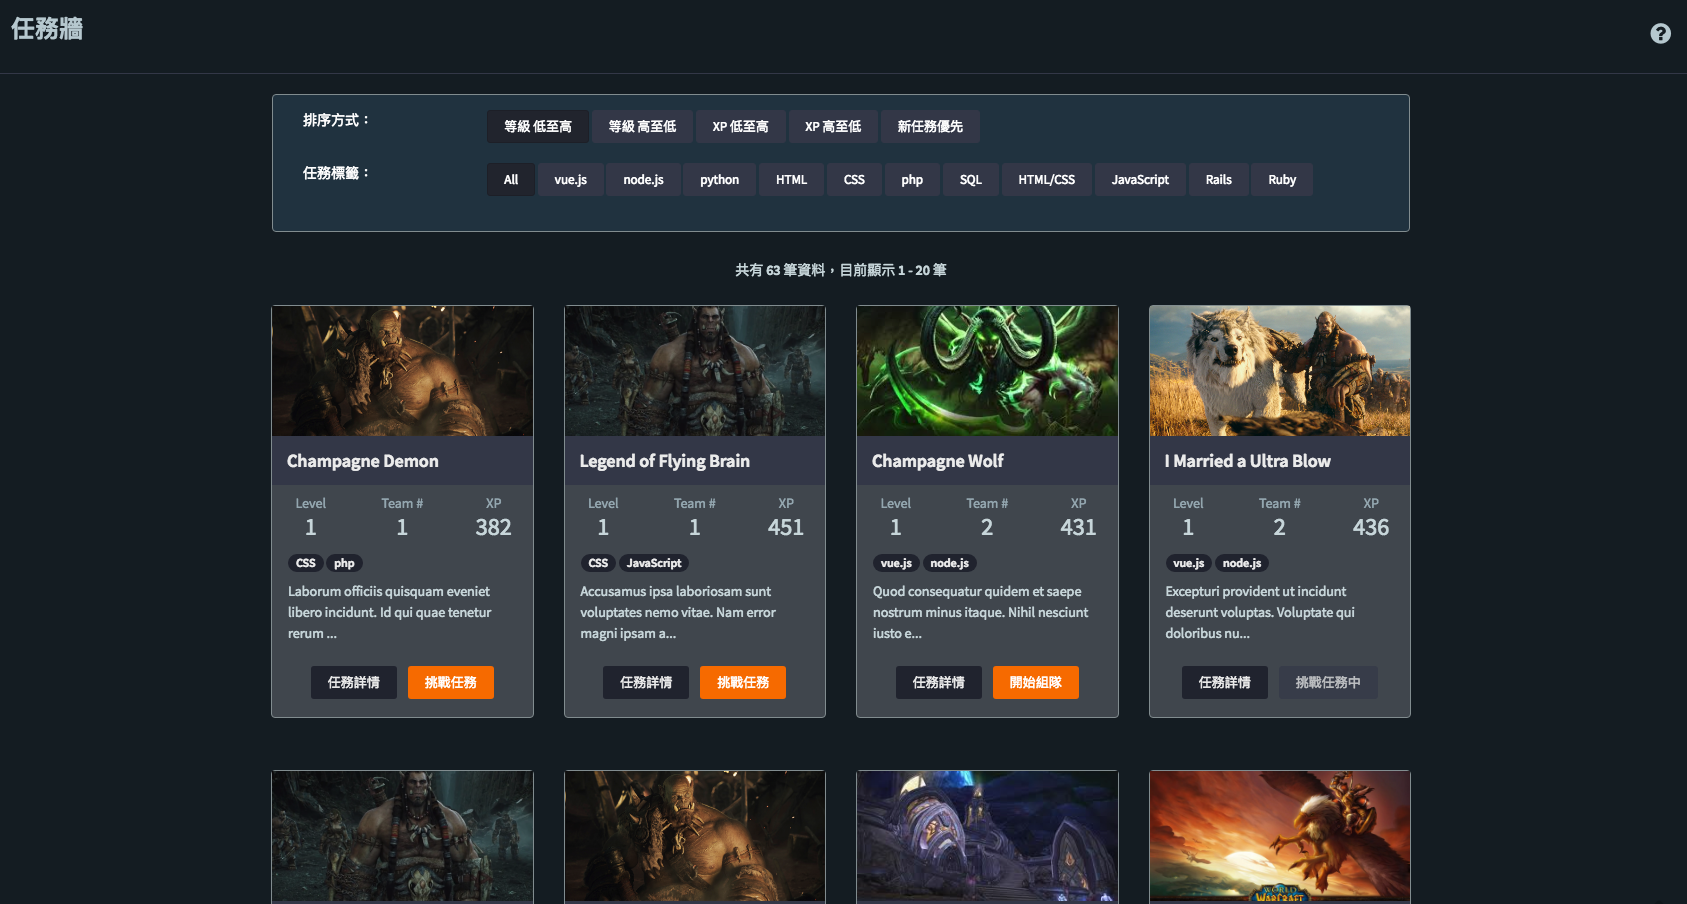 任務牆
排序方式：
等級 低至高 等級 高至低 XP 低至高 XP 高至低 新任務優先
任務標籤：
All vue.js node.js python HTML CSS php SQL HTML/CSS JavaScript Rails Ruby
共有 63 筆資料，目前顯示 1 - 20 筆
Champagne Demon
Level Team # XP
1 1 382
CSS php
Laborum officiis quisquam eveniet
libero incidunt. Id qui quae tenetur
rerum ...
任務詳情 挑戰任務
Legend of Flying Brain
Level Team # XP
1 1 451
CSS JavaScript
Accusamus ipsa laboriosam sunt
voluptates nemo vitae. Nam error
magni ipsam a...
任務詳情 挑戰任務
Champagne Wolf
Level Team # XP
1 2 431
vue.js node.js
Quod consequatur quidem et saepe
nostrum minus itaque. Nihil nesciunt
iusto e...
任務詳情 開始組隊
I Married a Ultra Blow
Level Team # XP
1 2 436
vue.js node.js
Excepturi provident ut incidunt
deserunt voluptas. Voluptate qui
doloribus nu...
任務詳情 挑戰任務中
WORLD
WARCRAFT